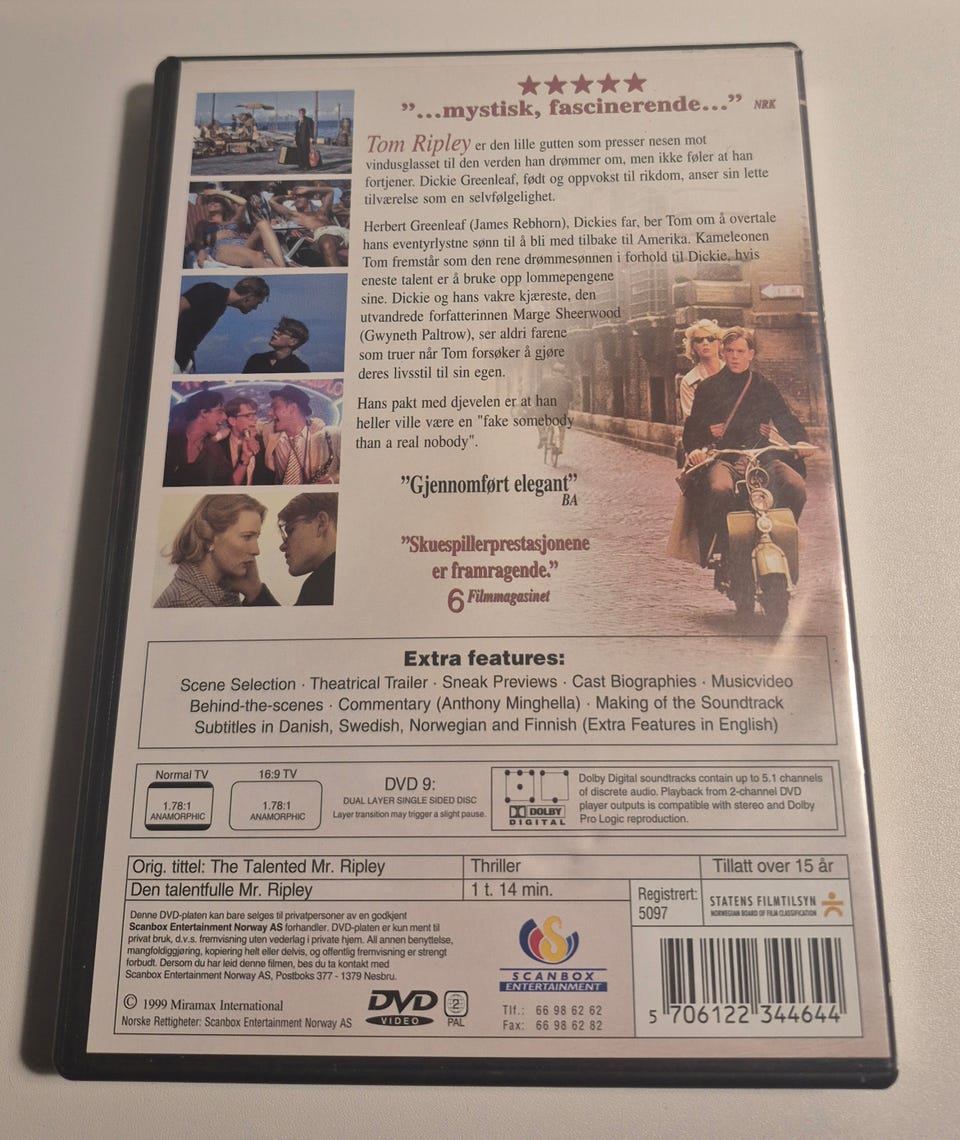 "...mystisk, fascinerende..." NRK
Tom Ripley er den lille gutten som presser nesen mot
vindusglasset til den verden han drømmer om, men ikke føler at han
fortjener. Dickie Greenleaf, født og oppvokst til rikdom, anser sin lette
tilværelse som en selvfølgelighet.
Herbert Greenleaf (James Rebhorn), Dickies far, ber Tom om å overtale
hans eventyrlystne sønn til å bli med tilbake til Amerika. Kameleonen
Tom fremstår som den rene drømmesønnen i forhold til Dickie, hvis
eneste talent er å bruke opp lommepengene
sine. Dickie og hans vakre kjæreste, den
utvandrede forfatterinnen Marge Sheerwood
(Gwyneth Paltrow), ser aldri farene
som truer når Tom forsøker å gjøre
deres livsstil til sin egen.
Hans pakt med djevelen er at han
heller ville være en "fake somebody
than a real nobody".
"Gjennomført elegant"
BA
"Skuespillerprestasjonene
er framragende."
6 Filmmagasinet
Extra features:
Scene Selection · Theatrical Trailer · Sneak Previews · Cast Biographies · Musicvideo
Behind-the-scenes · Commentary (Anthony Minghella) · Making of the Soundtrack
Subtitles in Danish, Swedish, Norwegian and Finnish (Extra Features in English)
Normal TV
1.78:1
ANAMORPHIC
16:9 TV
1.78:1
ANAMORPHIC
DVD 9:
DUAL LAYER SINGLE SIDED DISC
Layer transition may trigger a slight pause.
DOLBY
DIGITAL
Dolby Digital soundtracks contain up to 5.1 channels
of discrete audio. Playback from 2-channel DVD
player outputs is compatible with stereo and Dolby
Pro Logic reproduction.
Orig. tittel: The Talented Mr. Ripley
Thriller
Tillatt over 15 år
Den talentfulle Mr. Ripley
1 t. 14 min.
Registrert:
5097
STATENS FILMTILSYN
NORWEGIAN BOARD OF FILM CLASSIFICATION
Denne DVD-platen kan bare selges til privatpersoner av en godkjent
Scanbox Entertainment Norway AS forhandler. DVD-platen er kun ment til
privat bruk, d.v.s. fremvisning uten vederlag i private hjem. All annen benyttelse,
mangfoldiggjøring, kopiering helt eller delvis, og offentlig fremvisning er strengt
forbudt. Dersom du har leid denne filmen, bes du ta kontakt med
Scanbox Entertainment Norway AS, Postboks 377 - 1379 Nesbru.
© 1999 Miramax International
Norske Rettigheter: Scanbox Entertainment Norway AS
DVD
VIDEO
2
PAL
SCANBOX
ENTERTAINMENT
Tlf.: 66 98 62 62
Fax: 66 98 62 82
5 706122 344644